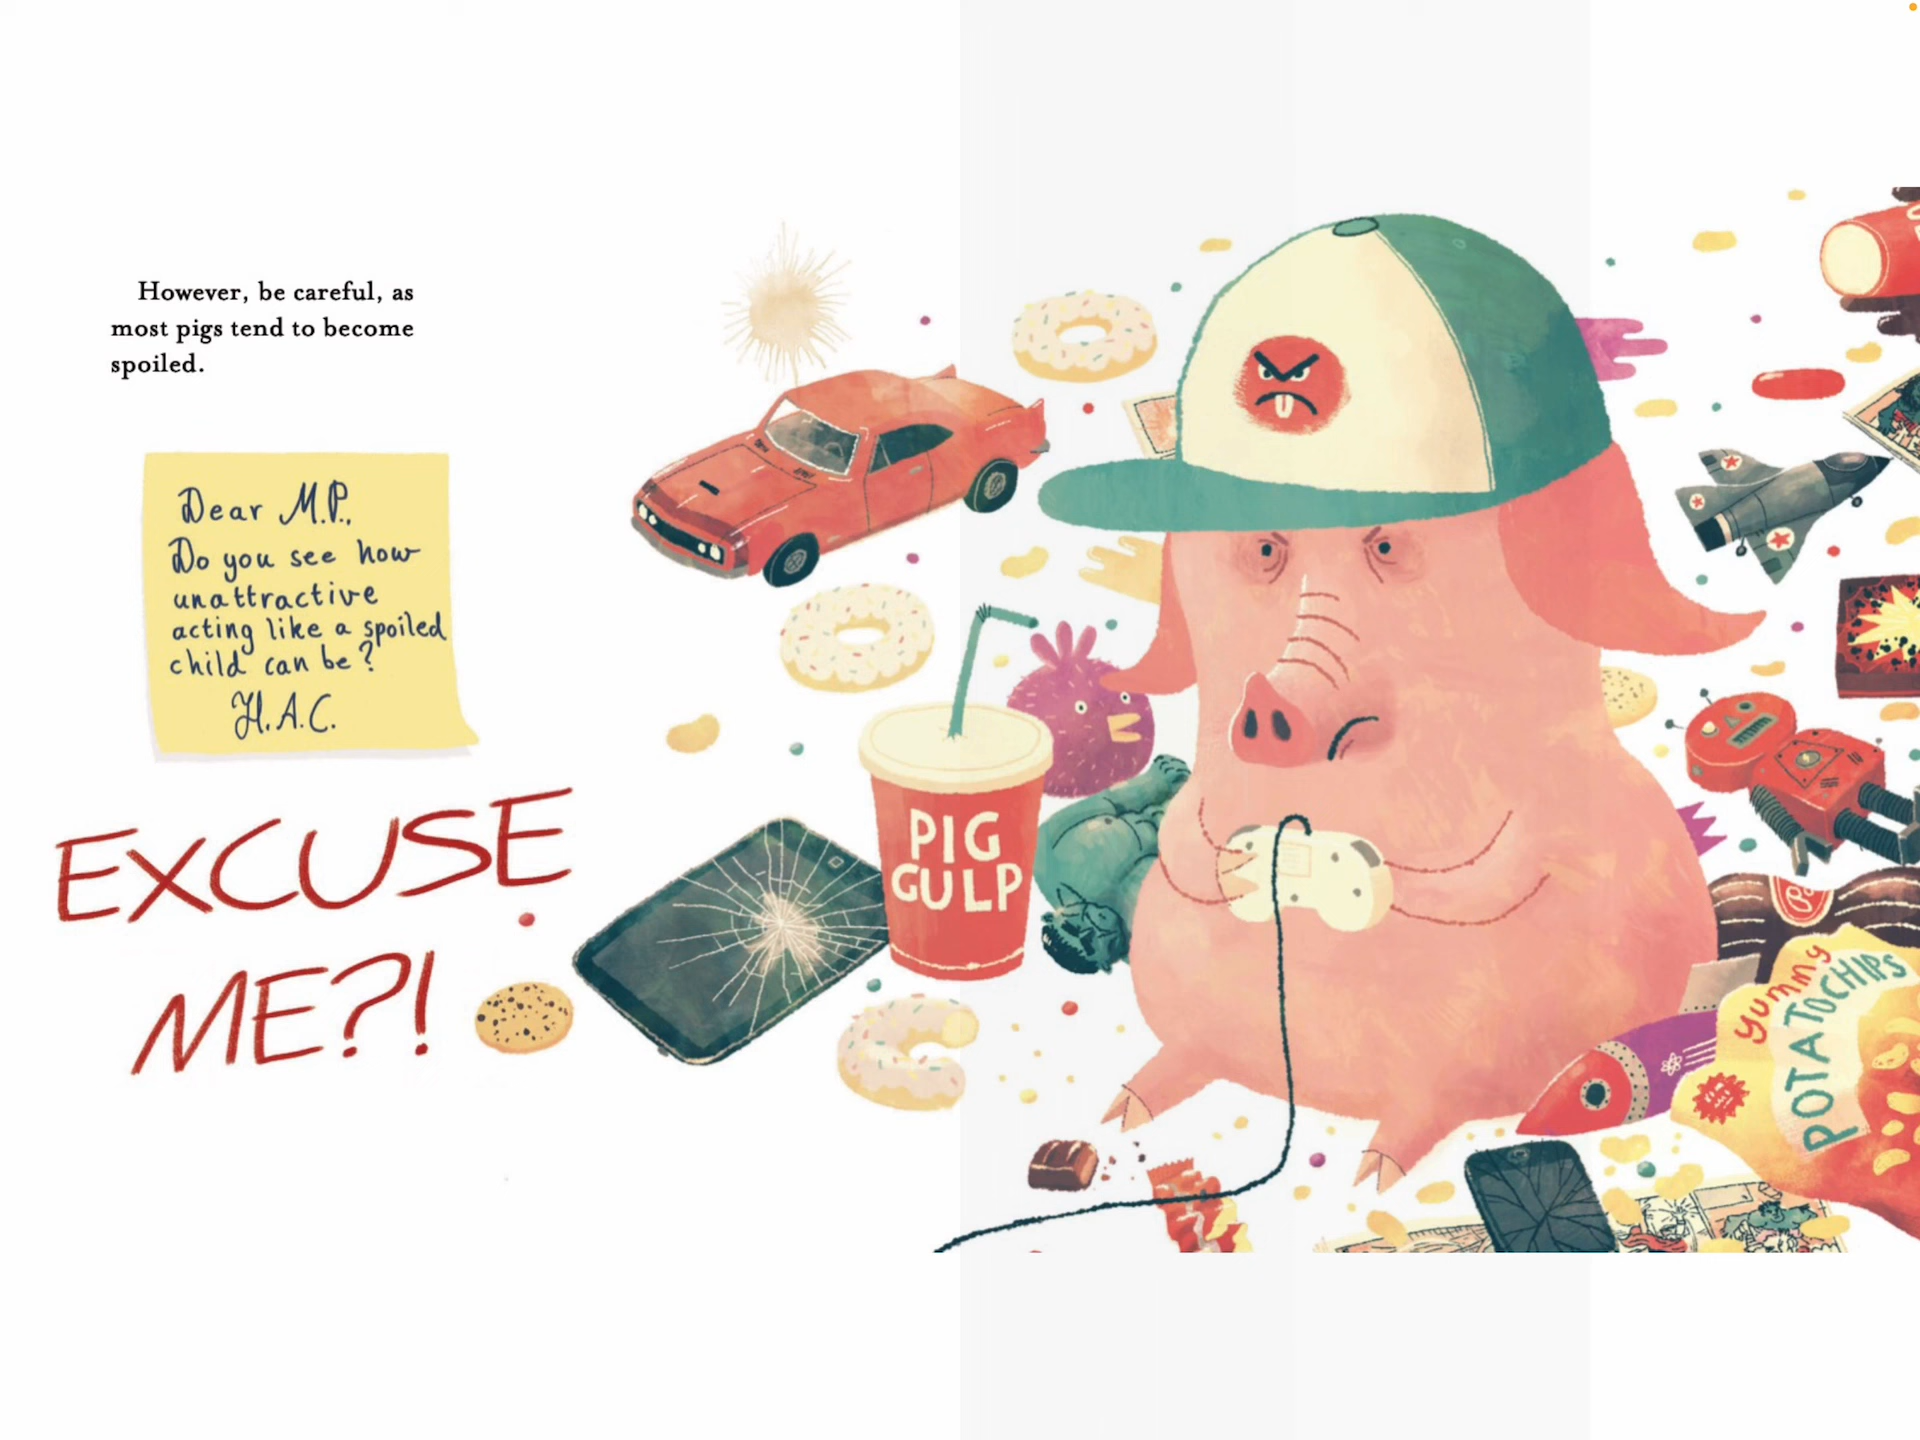 However, be careful, as
most pigs tend to become
spoiled.
Dear M.P.,
Do you see how
unattractive
acting like a spoiled
child can be?
H.A.C.
EXCUSE
ME?!
PIG
GULP
yummy
POTATOCHIPS